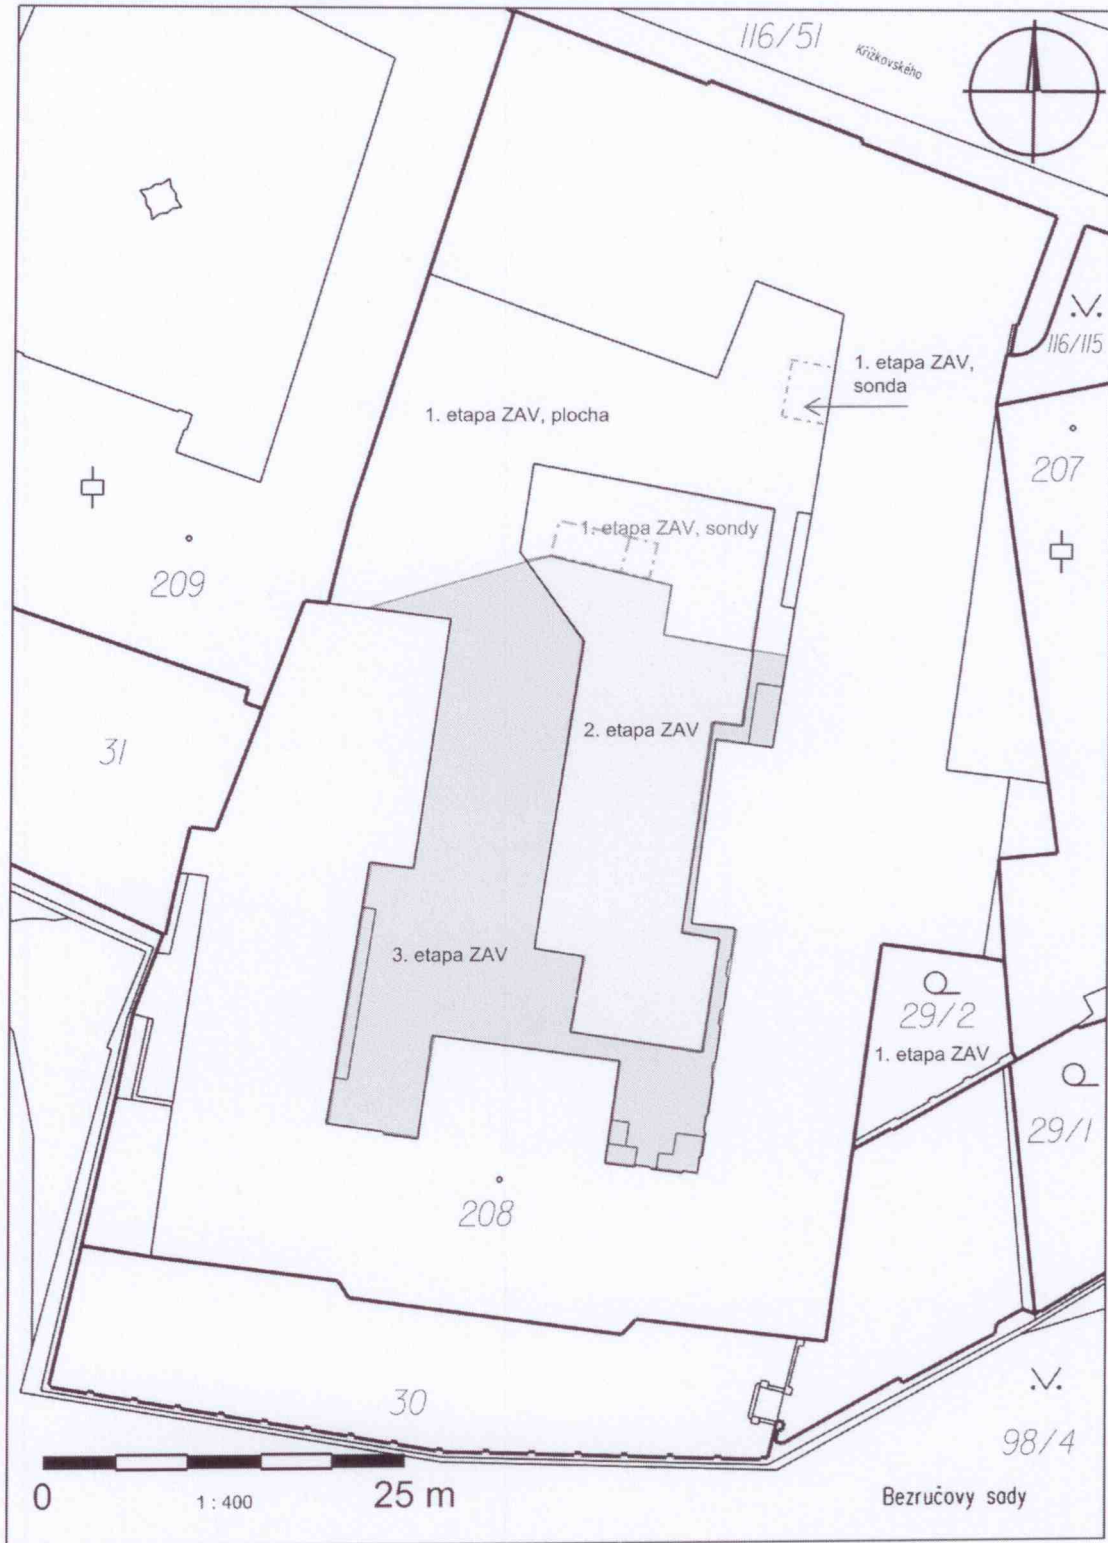 116/51
Křížkovského
116/115
1. etapa ZAV,
sonda
1. etapa ZAV, plocha
207
1. etapa ZAV, sondy
209
31
2. etapa ZAV
3. etapa ZAV
29/2
1. etapa ZAV
29/1
208
30
98/4
0
1 : 400
25 m
Bezručovy sady